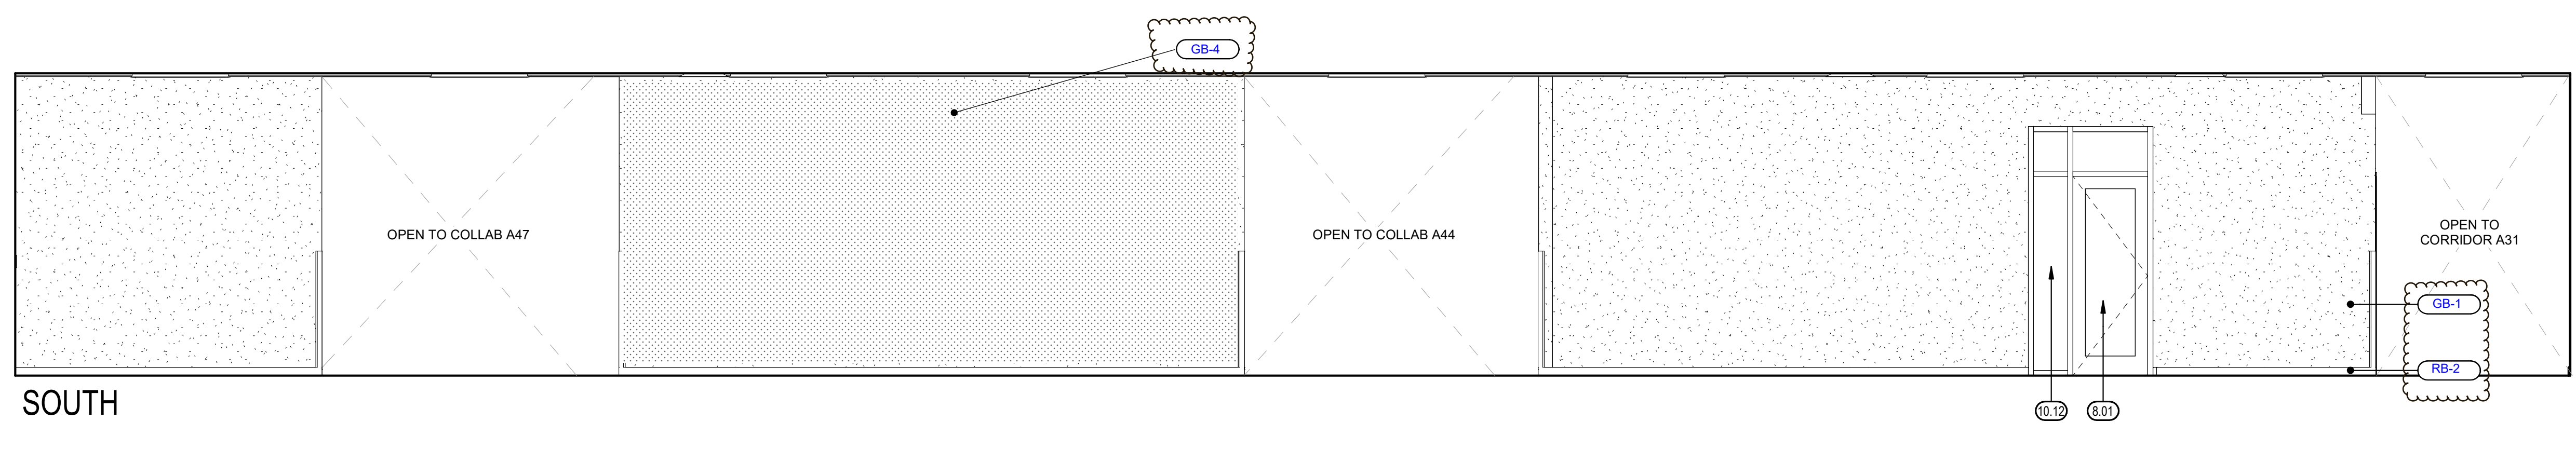 GB-4
OPEN TO COLLAB A47
OPEN TO COLLAB A44
OPEN TO
CORRIDOR A31
GB-1
RB-2
SOUTH
10.12
8.01